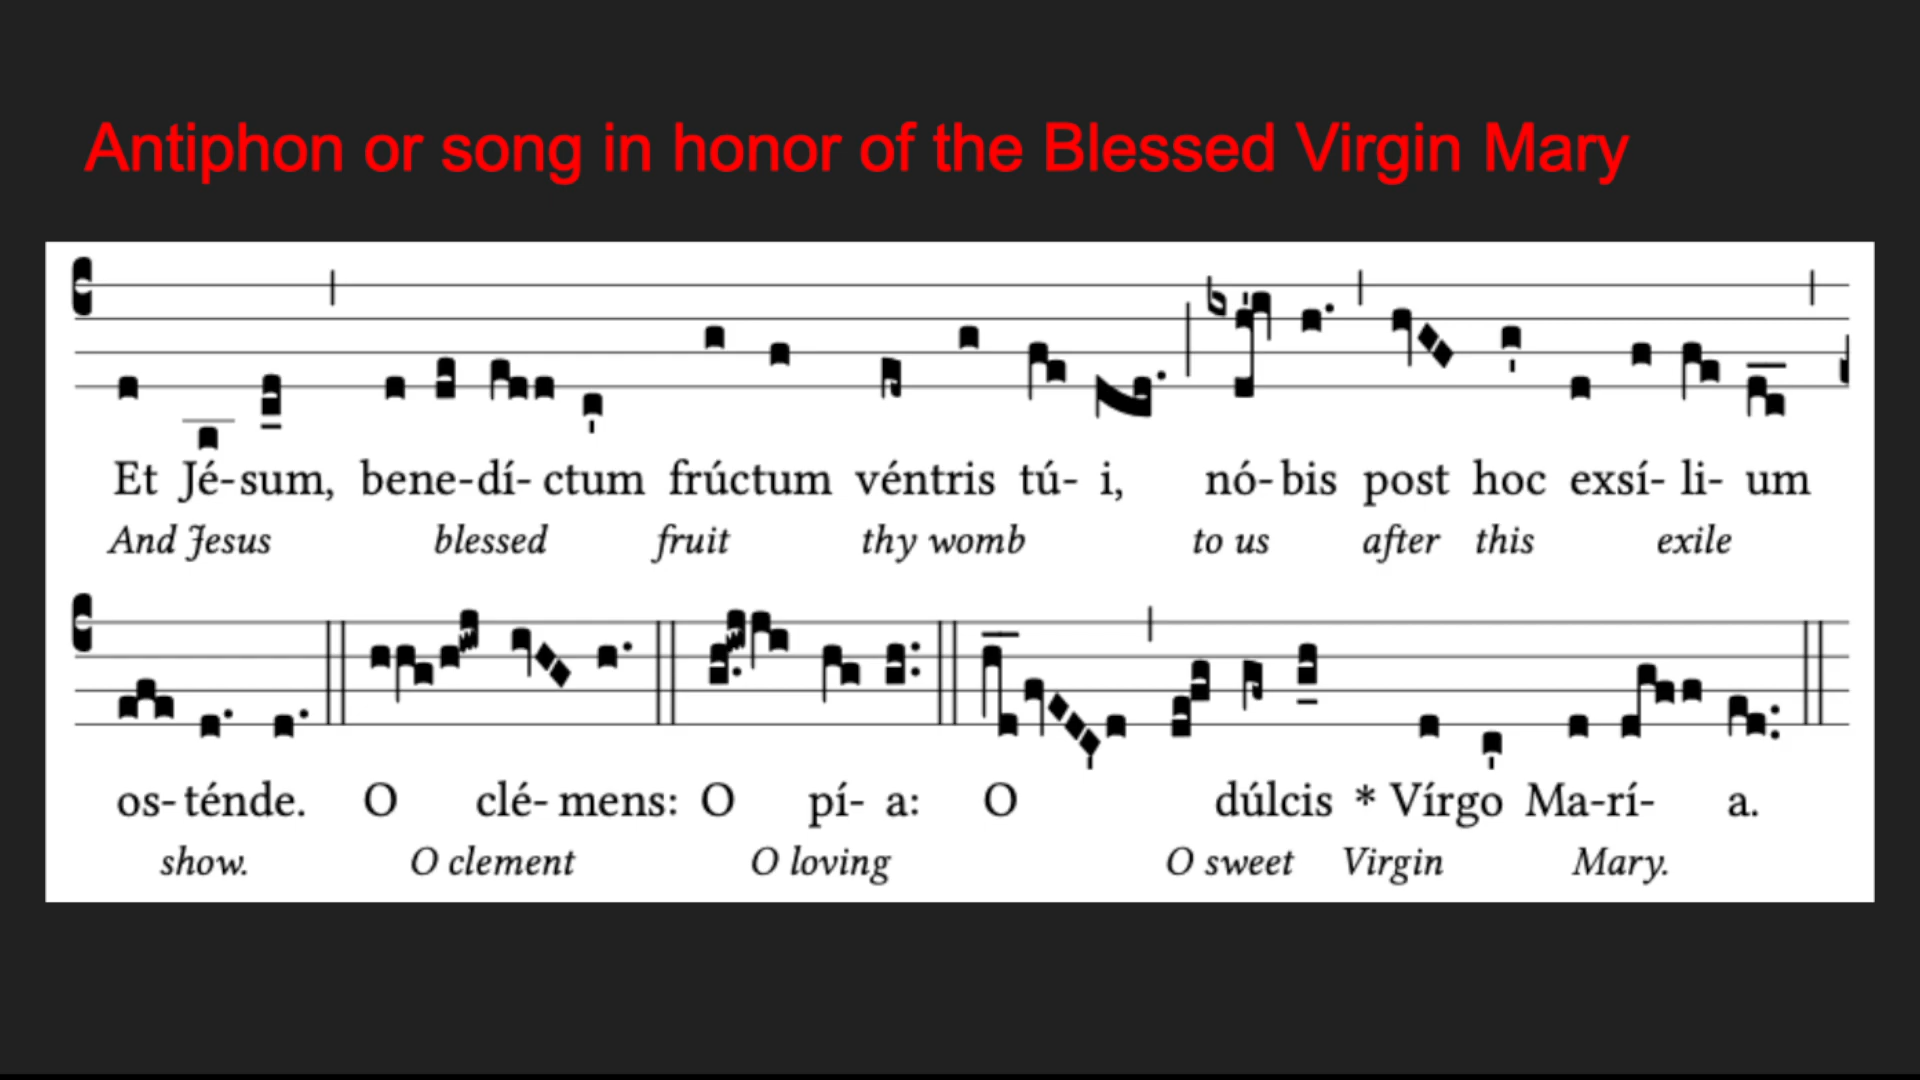 Antiphon or song in honor of the Blessed Virgin Mary
Et Jé-sum, bene-dí-ctum frúctum véntris tú-i, nó-bis post hoc exsí-li-um
And Jesus blessed fruit thy womb to us after this exile
os-ténde. O clé-mens: O pí-a: O dúlcis * Vírgo Ma-rí-a.
show. O clement O loving O sweet Virgin Mary.